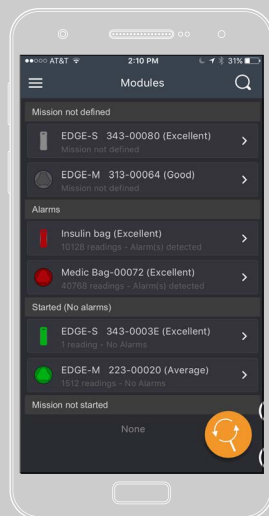 AT&T 2:10 PM 31%
Modules
Mission not defined
EDGE-S 343-00080 (Excellent)
Mission not defined
EDGE-M 313-00064 (Good)
Mission not defined
Alarms
Insulin bag (Excellent)
10128 readings - Alarm(s) detected
Medic Bag-00072 (Excellent)
40768 readings - Alarm(s) detected
Started (No alarms)
EDGE-S 343-0003E (Excellent)
1 reading - No Alarms
EDGE-M 223-00020 (Average)
1512 readings - No Alarms
Mission not started
None